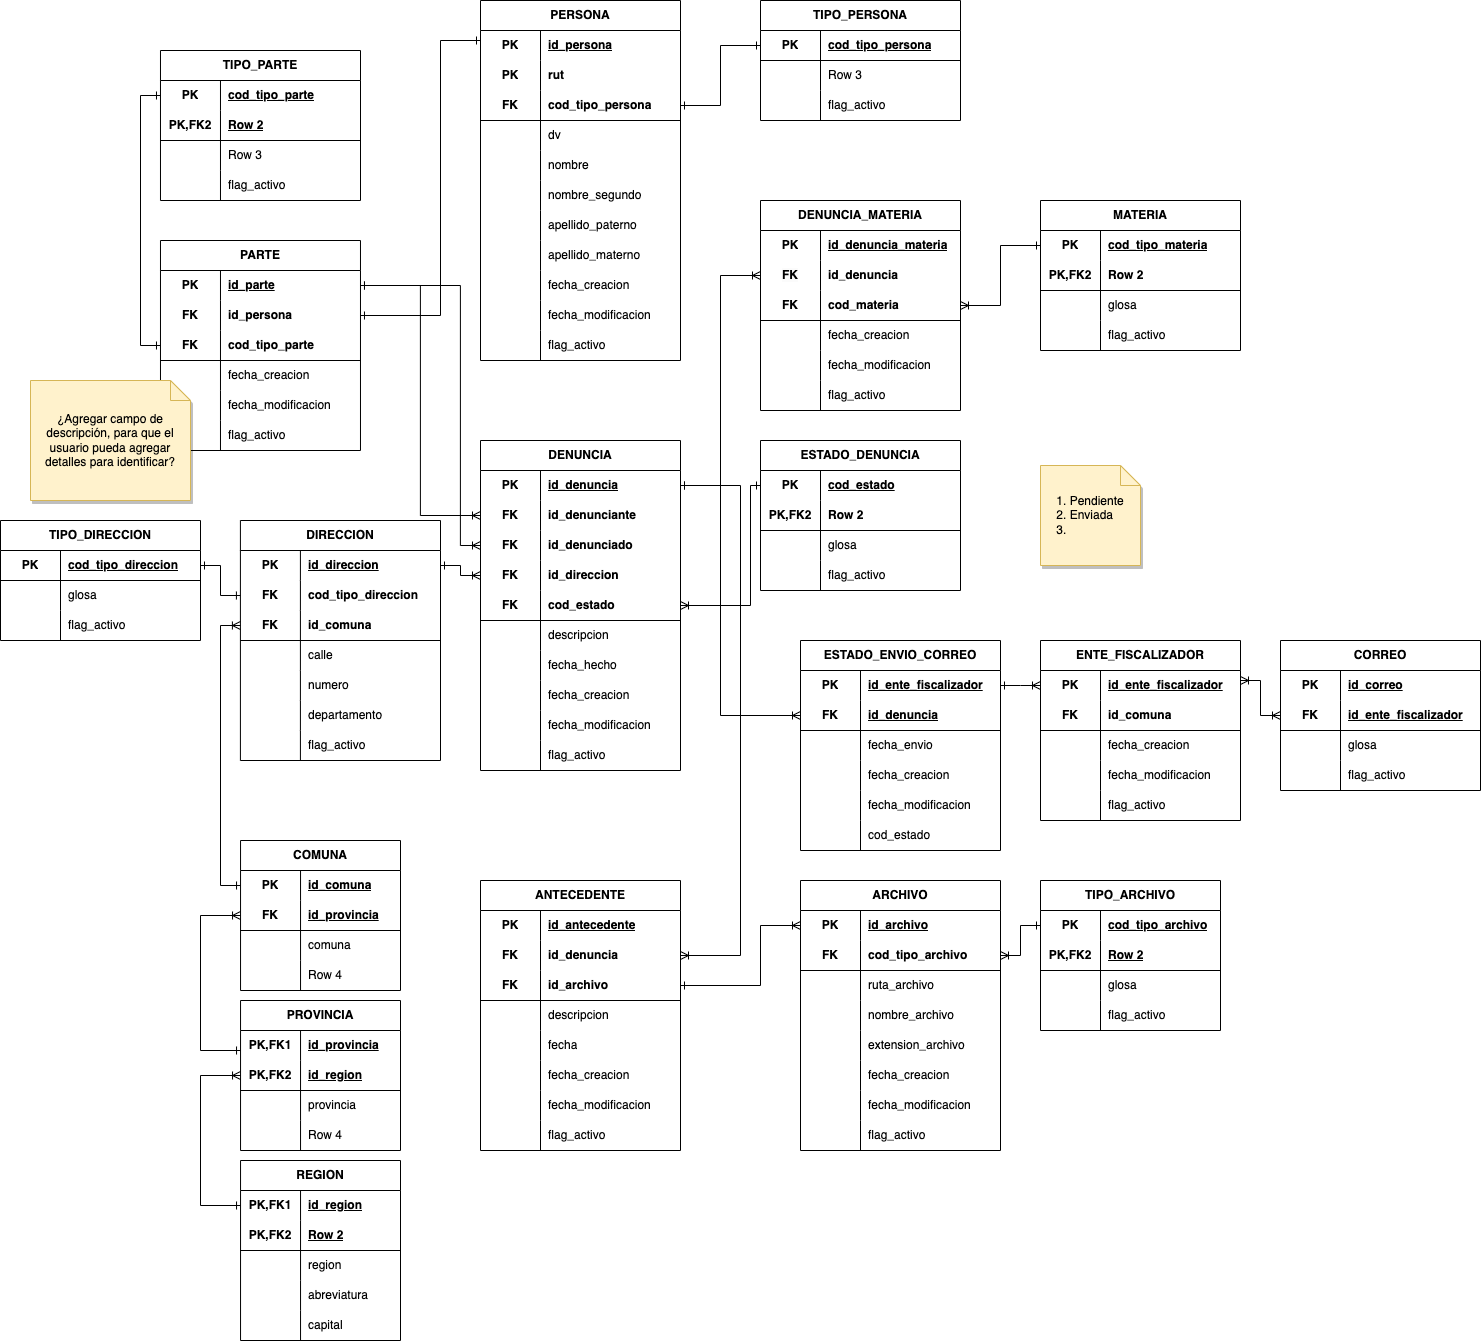 PERSONA
PK id_persona
PK rut
FK cod_tipo_persona
dv
nombre
nombre_segundo
apellido_paterno
apellido_materno
fecha_creacion
fecha_modificacion
flag_activo
TIPO_PERSONA
PK cod_tipo_persona
Row 3
flag_activo
TIPO_PARTE
PK cod_tipo_parte
PK,FK2 Row 2
Row 3
flag_activo
PARTE
PK id_parte
FK id_persona
FK cod_tipo_parte
fecha_creacion
fecha_modificacion
flag_activo
¿Agregar campo de
descripción, para que el
usuario pueda agregar
detalles para identificar?
DENUNCIA_MATERIA
PK id_denuncia_materia
FK id_denuncia
FK cod_materia
fecha_creacion
fecha_modificacion
flag_activo
MATERIA
PK cod_tipo_materia
PK,FK2 Row 2
glosa
flag_activo
DENUNCIA
PK id_denuncia
FK id_denunciante
FK id_denunciado
FK id_direccion
FK cod_estado
descripcion
fecha_hecho
fecha_creacion
fecha_modificacion
flag_activo
ESTADO_DENUNCIA
PK cod_estado
PK,FK2 Row 2
glosa
flag_activo
1. Pendiente
2. Enviada
3.
TIPO_DIRECCION
PK cod_tipo_direccion
glosa
flag_activo
DIRECCION
PK id_direccion
FK cod_tipo_direccion
FK id_comuna
calle
numero
departamento
flag_activo
ESTADO_ENVIO_CORREO
PK id_ente_fiscalizador
FK id_denuncia
fecha_envio
fecha_creacion
fecha_modificacion
cod_estado
ENTE_FISCALIZADOR
PK id_ente_fiscalizador
FK id_comuna
fecha_creacion
fecha_modificacion
flag_activo
CORREO
PK id_correo
FK id_ente_fiscalizador
glosa
flag_activo
COMUNA
PK id_comuna
FK id_provincia
comuna
Row 4
PROVINCIA
PK,FK1 id_provincia
PK,FK2 id_region
provincia
Row 4
REGION
PK,FK1 id_region
PK,FK2 Row 2
region
abreviatura
capital
ANTECEDENTE
PK id_antecedente
FK id_denuncia
FK id_archivo
descripcion
fecha
fecha_creacion
fecha_modificacion
flag_activo
ARCHIVO
PK id_archivo
FK cod_tipo_archivo
ruta_archivo
nombre_archivo
extension_archivo
fecha_creacion
fecha_modificacion
flag_activo
TIPO_ARCHIVO
PK cod_tipo_archivo
PK,FK2 Row 2
glosa
flag_activo